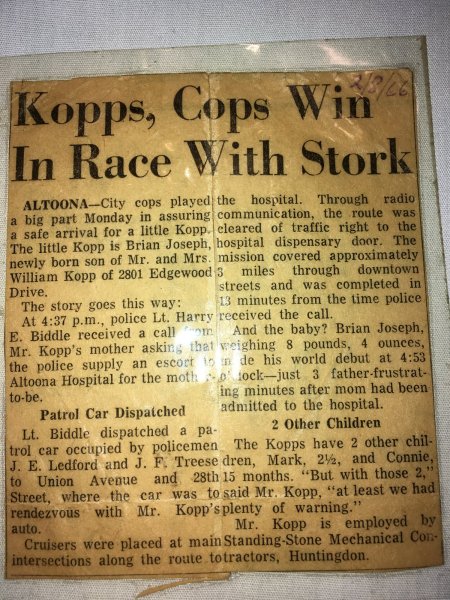 2/8/66
Kopps, Cops Win
In Race With Stork
ALTOONA—City cops played
a big part Monday in assuring
a safe arrival for a little Kopp.
The little Kopp is Brian Joseph,
newly born son of Mr. and Mrs.
William Kopp of 2801 Edgewood
Drive.
The story goes this way:
At 4:37 p.m., police Lt. Harry
E. Biddle received a call from
Mr. Kopp's mother asking that
the police supply an escort to
Altoona Hospital for the mother-
to-be.
Patrol Car Dispatched
Lt. Biddle dispatched a pa-
trol car occupied by policemen
J. E. Ledford and J. F. Treese
to Union Avenue and 28th
Street, where the car was to
rendezvous with Mr. Kopp's
auto.
Cruisers were placed at main
intersections along the route to
the hospital. Through radio
communication, the route was
cleared of traffic right to the
hospital dispensary door. The
mission covered approximately
3 miles through downtown
streets and was completed in
13 minutes from the time police
received the call.
And the baby? Brian Joseph,
weighing 8 pounds, 4 ounces,
made his world debut at 4:53
o'clock—just 3 father-frustrat-
ing minutes after mom had been
admitted to the hospital.
2 Other Children
The Kopps have 2 other chil-
dren, Mark, 2½, and Connie,
15 months. "But with those 2,"
said Mr. Kopp, "at least we had
plenty of warning."
Mr. Kopp is employed by
Standing-Stone Mechanical Con-
tractors, Huntingdon.